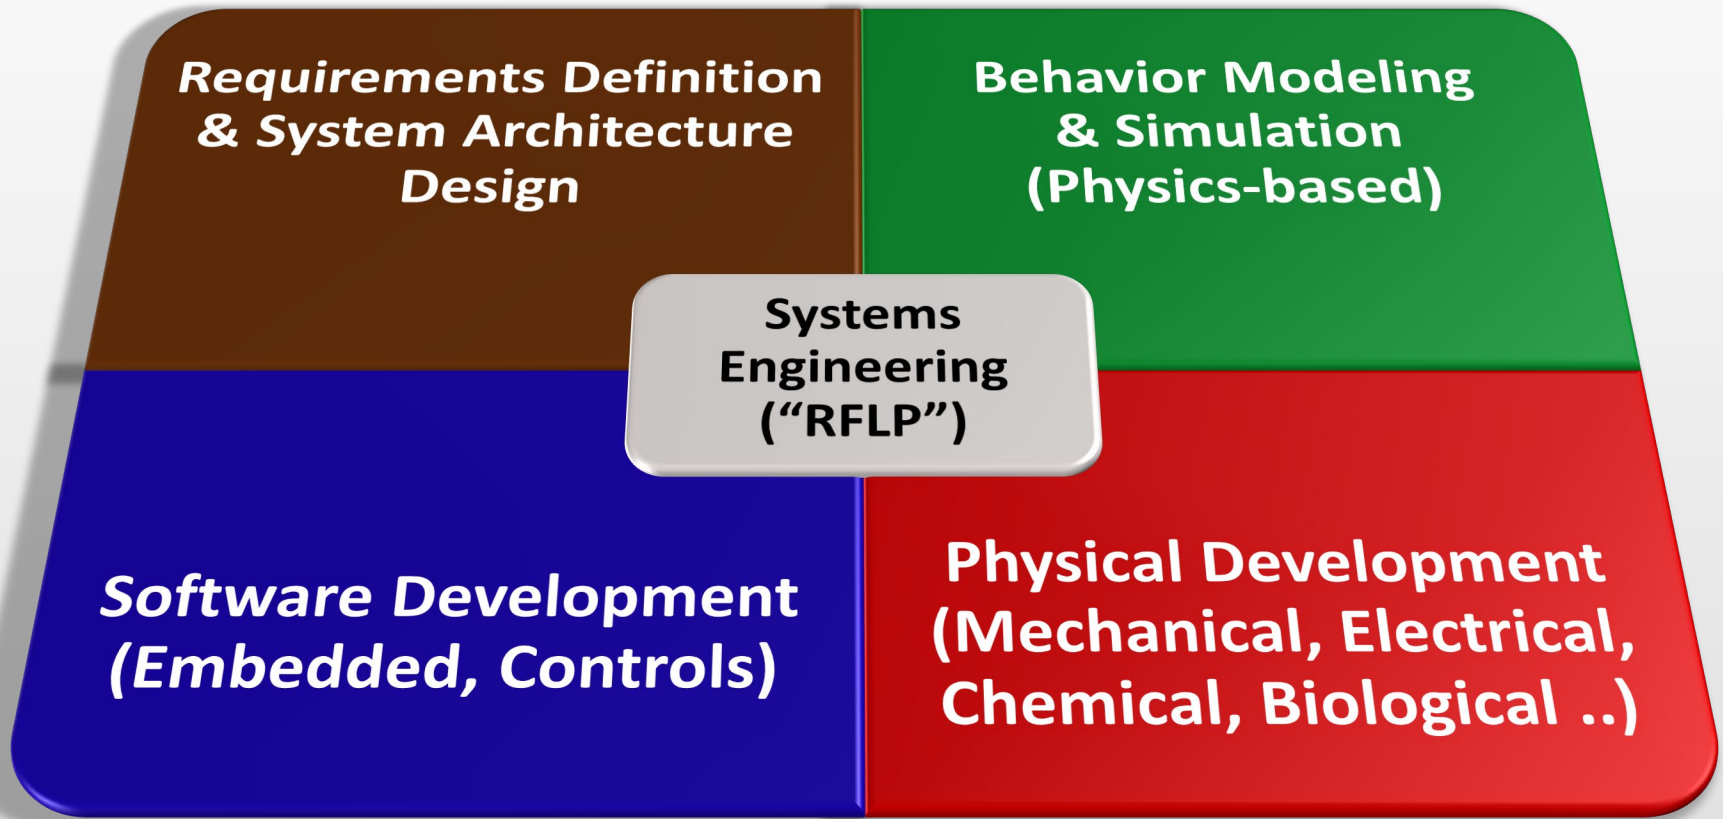 Requirements Definition
& System Architecture
Design
Behavior Modeling
& Simulation
(Physics-based)
Systems
Engineering
(“RFLP”)
Software Development
(Embedded, Controls)
Physical Development
(Mechanical, Electrical,
Chemical, Biological ..)